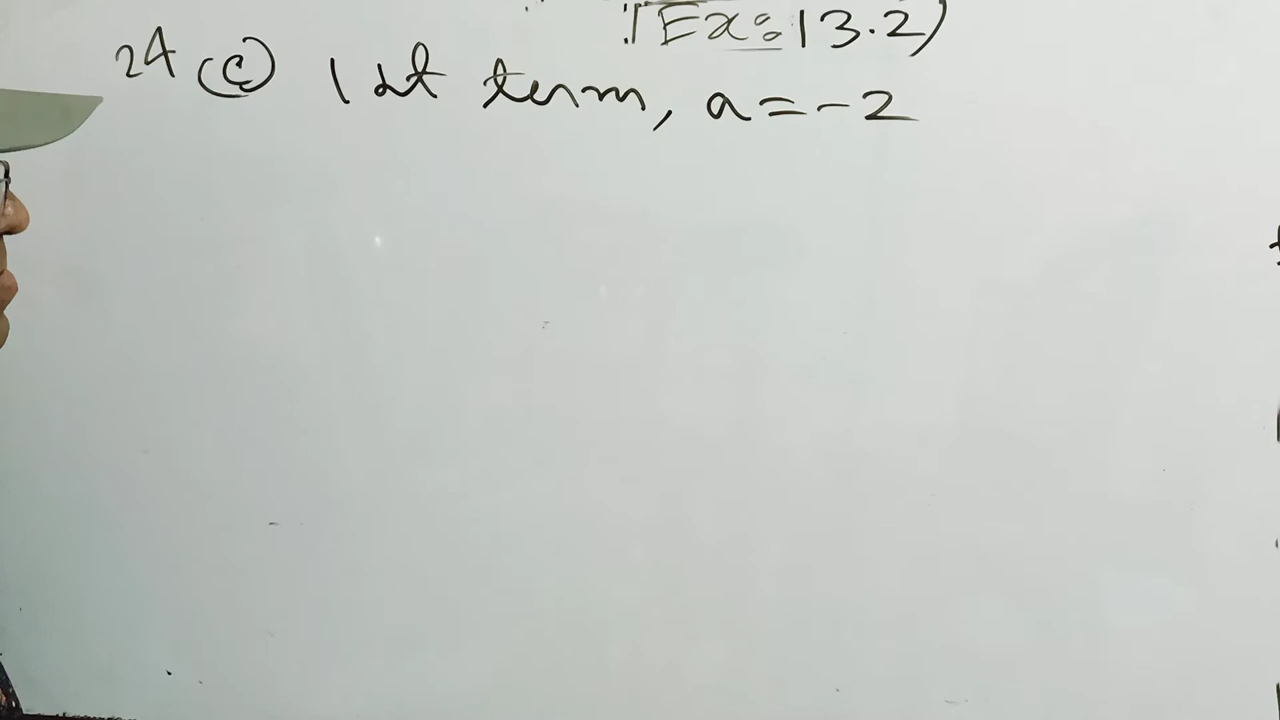 (Ex: 13.2)
24 (c) 1st term, a = -2